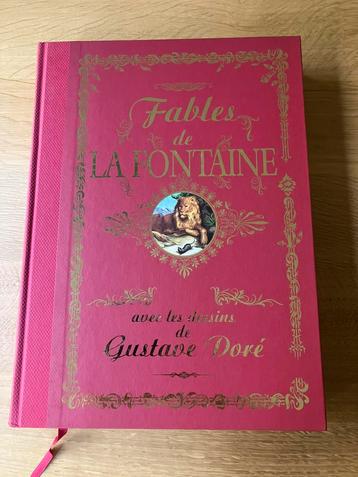 Fables
de
LA FONTAINE
avec les dessins
de
Gustave Doré